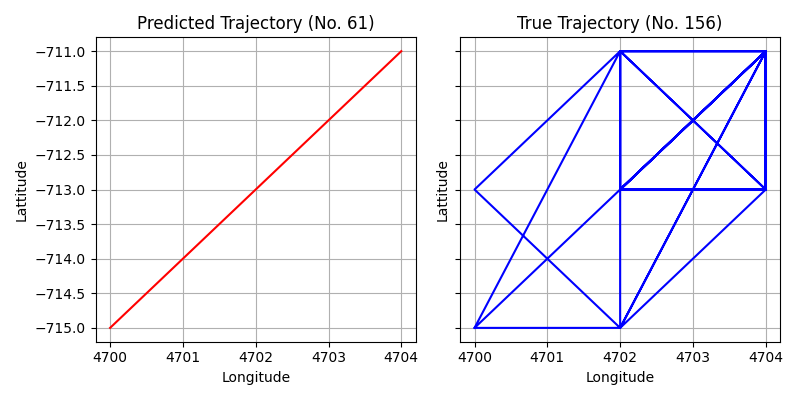 Predicted Trajectory (No. 61)
True Trajectory (No. 156)
−711.0
−711.5
−712.0
−712.5
−713.0
−713.5
−714.0
−714.5
−715.0
Lattitude
Lattitude
4700 4701 4702 4703 4704
4700 4701 4702 4703 4704
Longitude
Longitude